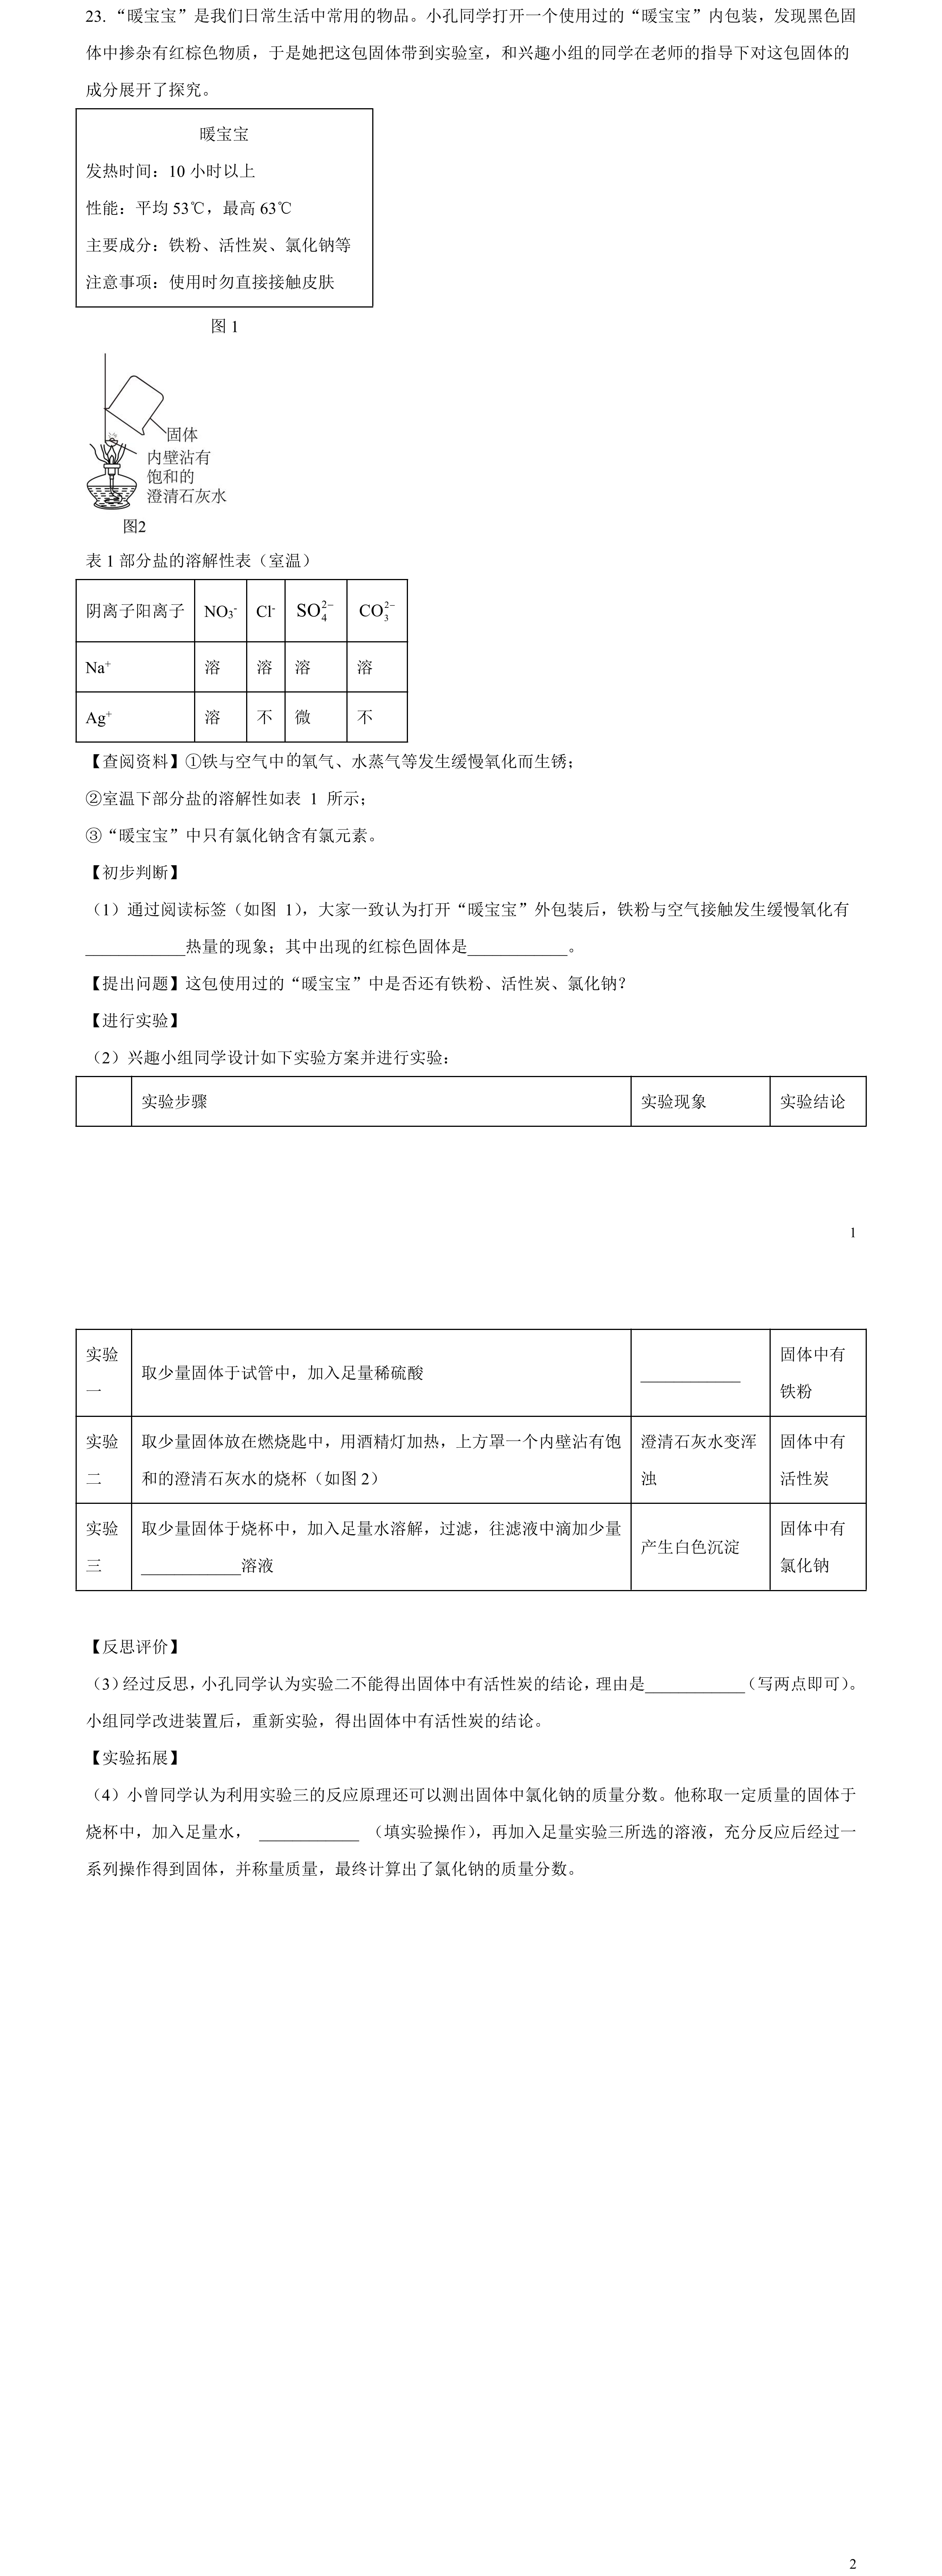 23. “暖宝宝”是我们日常生活中常用的物品。小孔同学打开一个使用过的“暖宝宝”内包装，发现黑色固
体中掺杂有红棕色物质，于是她把这包固体带到实验室，和兴趣小组的同学在老师的指导下对这包固体的
成分展开了探究。
暖宝宝
发热时间：10 小时以上
性能：平均 53℃，最高 63℃
主要成分：铁粉、活性炭、氯化钠等
注意事项：使用时勿直接接触皮肤
图 1
固体
内壁沾有
饱和的
澄清石灰水
图2
表 1 部分盐的溶解性表（室温）
阴离子阳离子 NO₃⁻ Cl⁻ SO₄²⁻ CO₃²⁻
Na⁺ 溶 溶 溶 溶
Ag⁺ 溶 不 微 不
【查阅资料】①铁与空气中的氧气、水蒸气等发生缓慢氧化而生锈；
②室温下部分盐的溶解性如表 1 所示；
③“暖宝宝”中只有氯化钠含有氯元素。
【初步判断】
（1）通过阅读标签（如图 1），大家一致认为打开“暖宝宝”外包装后，铁粉与空气接触发生缓慢氧化有
____________热量的现象；其中出现的红棕色固体是____________。
【提出问题】这包使用过的“暖宝宝”中是否还有铁粉、活性炭、氯化钠？
【进行实验】
（2）兴趣小组同学设计如下实验方案并进行实验：
实验步骤 实验现象 实验结论
1
实验一 取少量固体于试管中，加入足量稀硫酸 ____________ 固体中有铁粉
实验二 取少量固体放在燃烧匙中，用酒精灯加热，上方罩一个内壁沾有饱和的澄清石灰水的烧杯（如图 2） 澄清石灰水变浑浊 固体中有活性炭
实验三 取少量固体于烧杯中，加入足量水溶解，过滤，往滤液中滴加少量____________溶液 产生白色沉淀 固体中有氯化钠
【反思评价】
（3）经过反思，小孔同学认为实验二不能得出固体中有活性炭的结论，理由是____________（写两点即可）。
小组同学改进装置后，重新实验，得出固体中有活性炭的结论。
【实验拓展】
（4）小曾同学认为利用实验三的反应原理还可以测出固体中氯化钠的质量分数。他称取一定质量的固体于
烧杯中，加入足量水， ____________ （填实验操作），再加入足量实验三所选的溶液，充分反应后经过一
系列操作得到固体，并称量质量，最终计算出了氯化钠的质量分数。
2